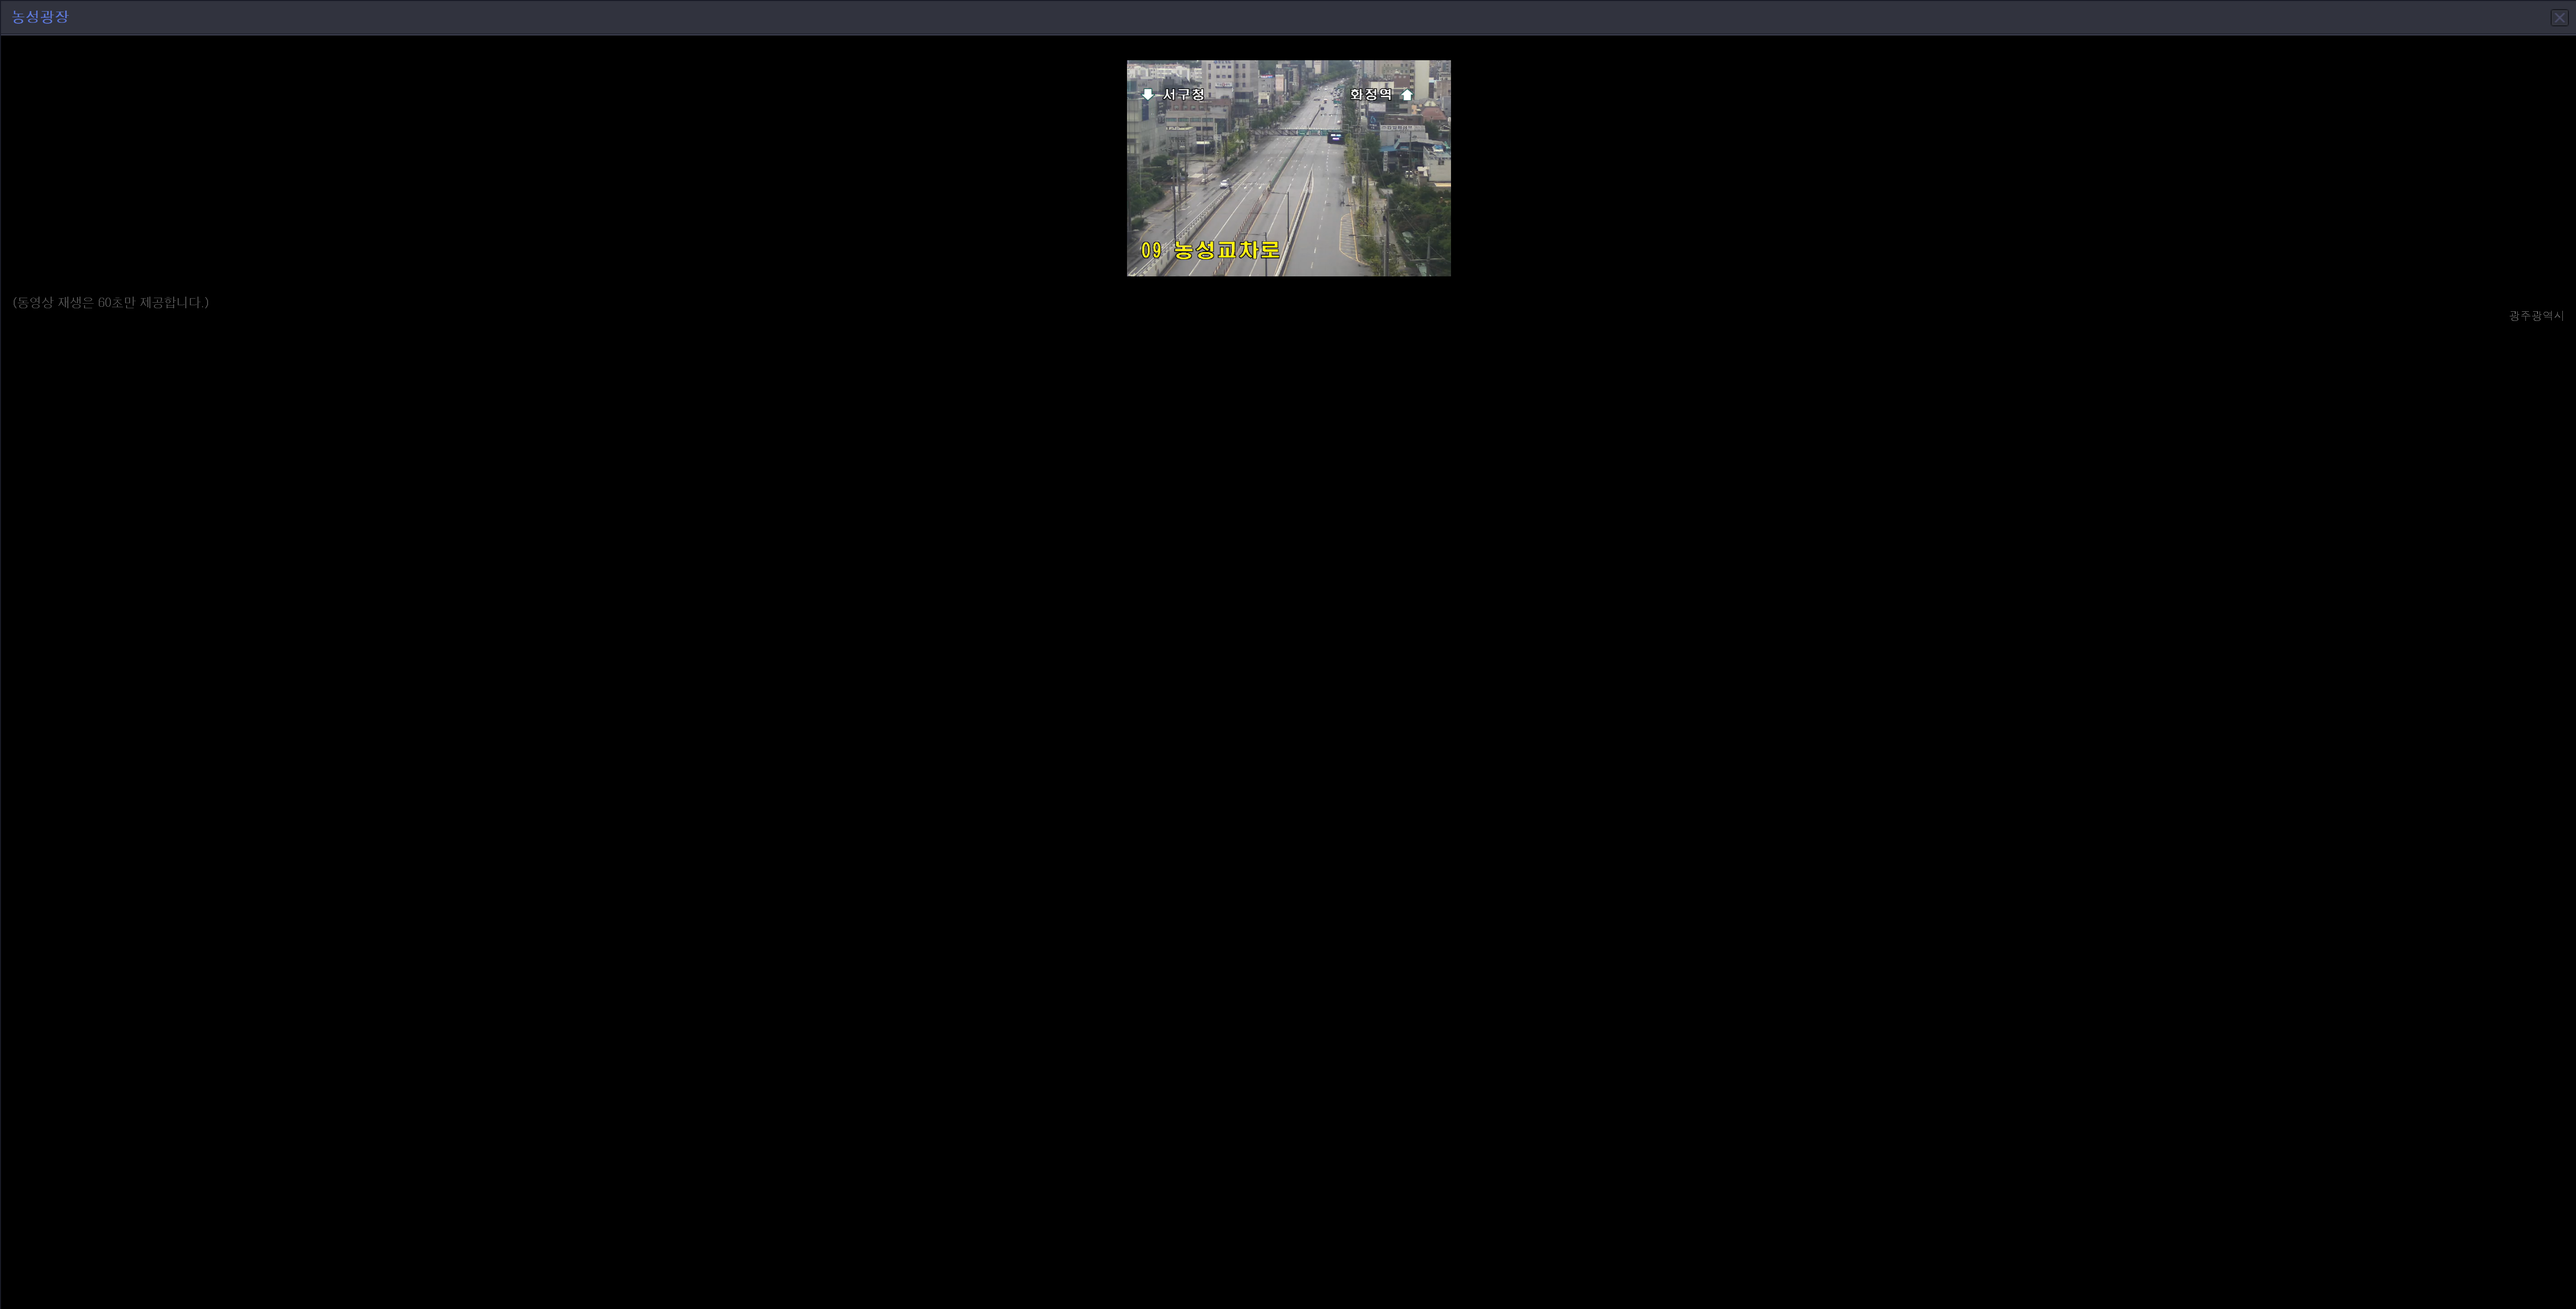 농성광장
서구청
화정역
09 농성교차로
(동영상 재생은 60초만 제공합니다.)
광주광역시